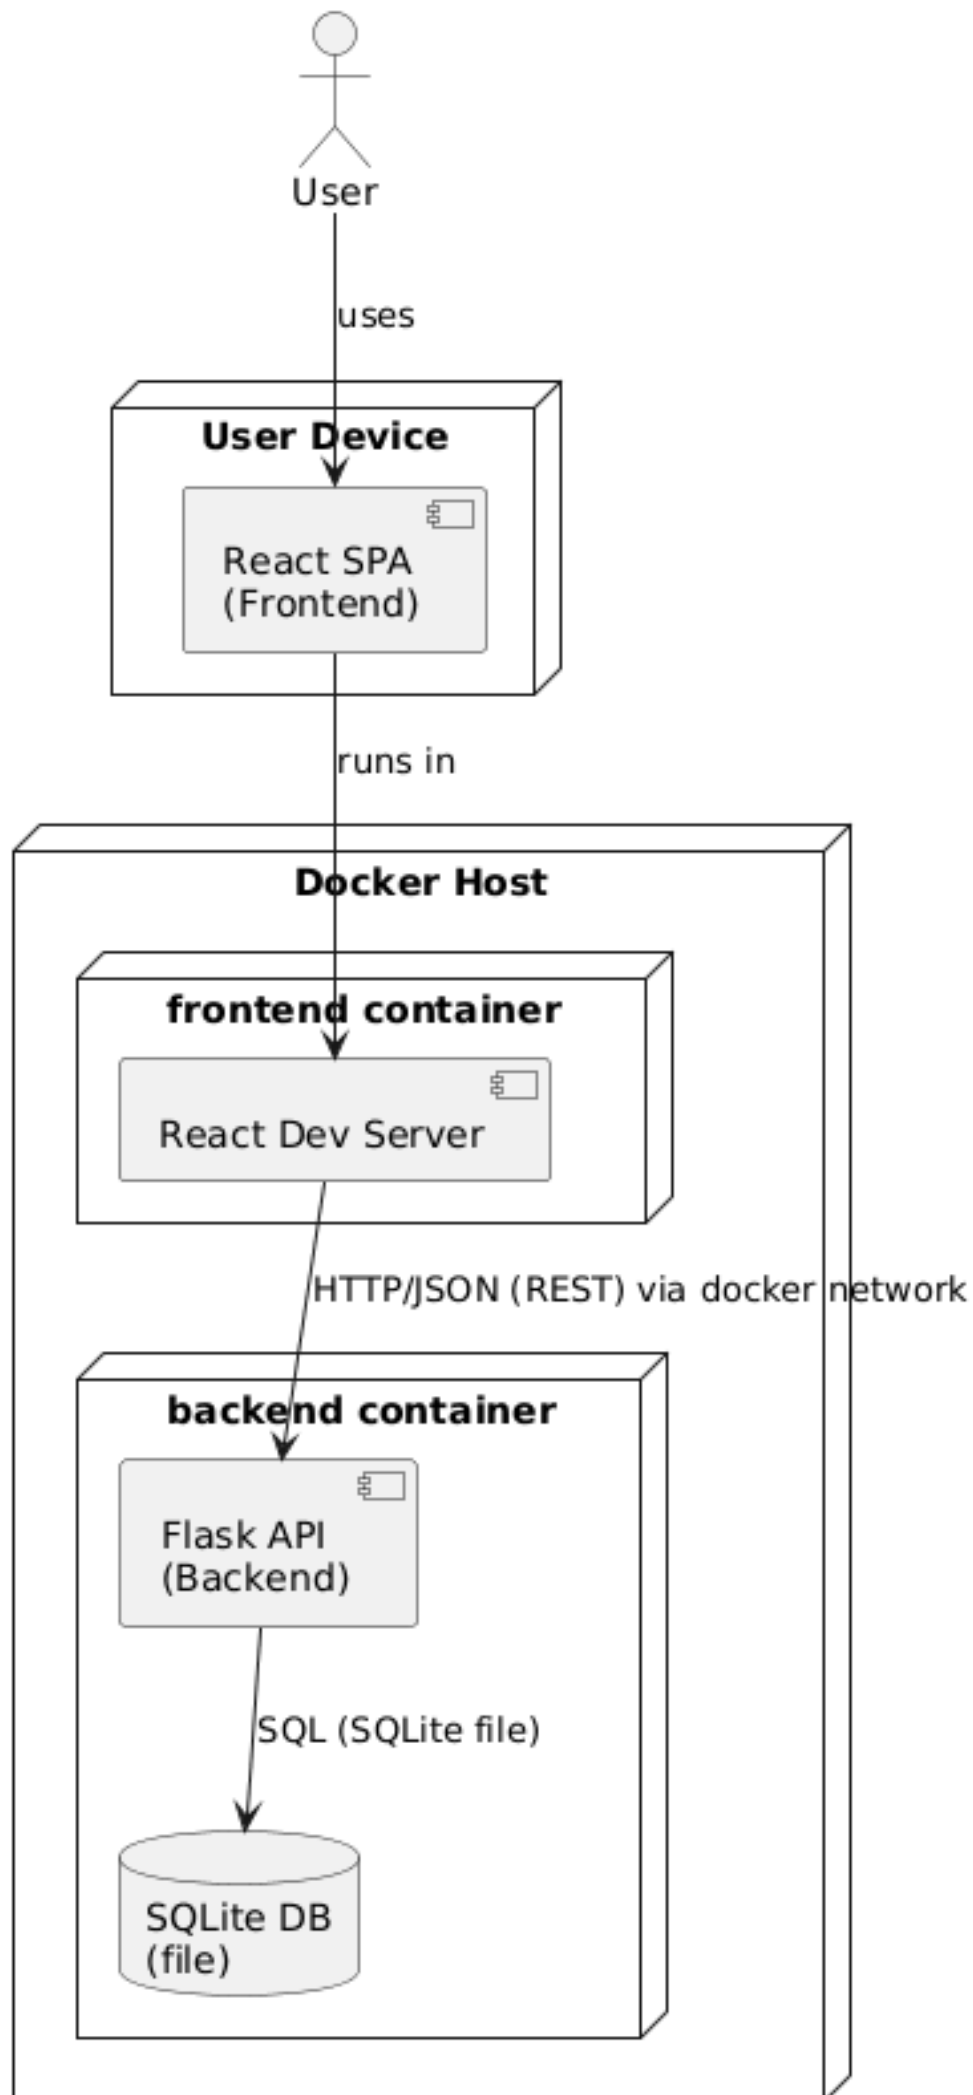 User
uses
User Device
React SPA
(Frontend)
runs in
Docker Host
frontend container
React Dev Server
HTTP/JSON (REST) via docker network
backend container
Flask API
(Backend)
SQL (SQLite file)
SQLite DB
(file)